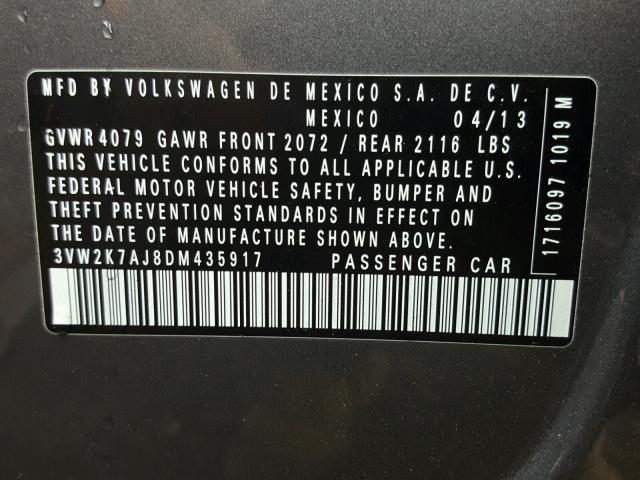 MFD BY VOLKSWAGEN DE MEXICO S.A. DE C.V.
MEXICO 04/13
GVWR 4079 GAWR FRONT 2072 / REAR 2116 LBS
THIS VEHICLE CONFORMS TO ALL APPLICABLE U.S.
FEDERAL MOTOR VEHICLE SAFETY, BUMPER AND
THEFT PREVENTION STANDARDS IN EFFECT ON
THE DATE OF MANUFACTURE SHOWN ABOVE.
3VW2K7AJ8DM435917 PASSENGER CAR
1716097 1019 M